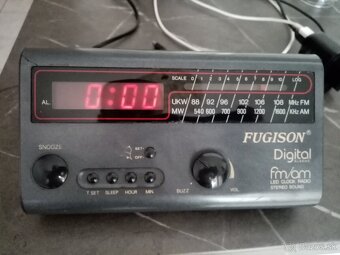 SCALE 0 1 2 3 4 5 6 7 8 9 10 LOG
AL.
0:00
UKW 88 92 96 102 106 108 MHz FM
MW 540 600 700 900 1200 1600 KHz AM
FUGISON®
SNOOZE
SET
OFF
Digital
fm/am
LED CLOCK RADIO
STEREO SOUND
T.SET SLEEP HOUR MIN
BUZZ VOL